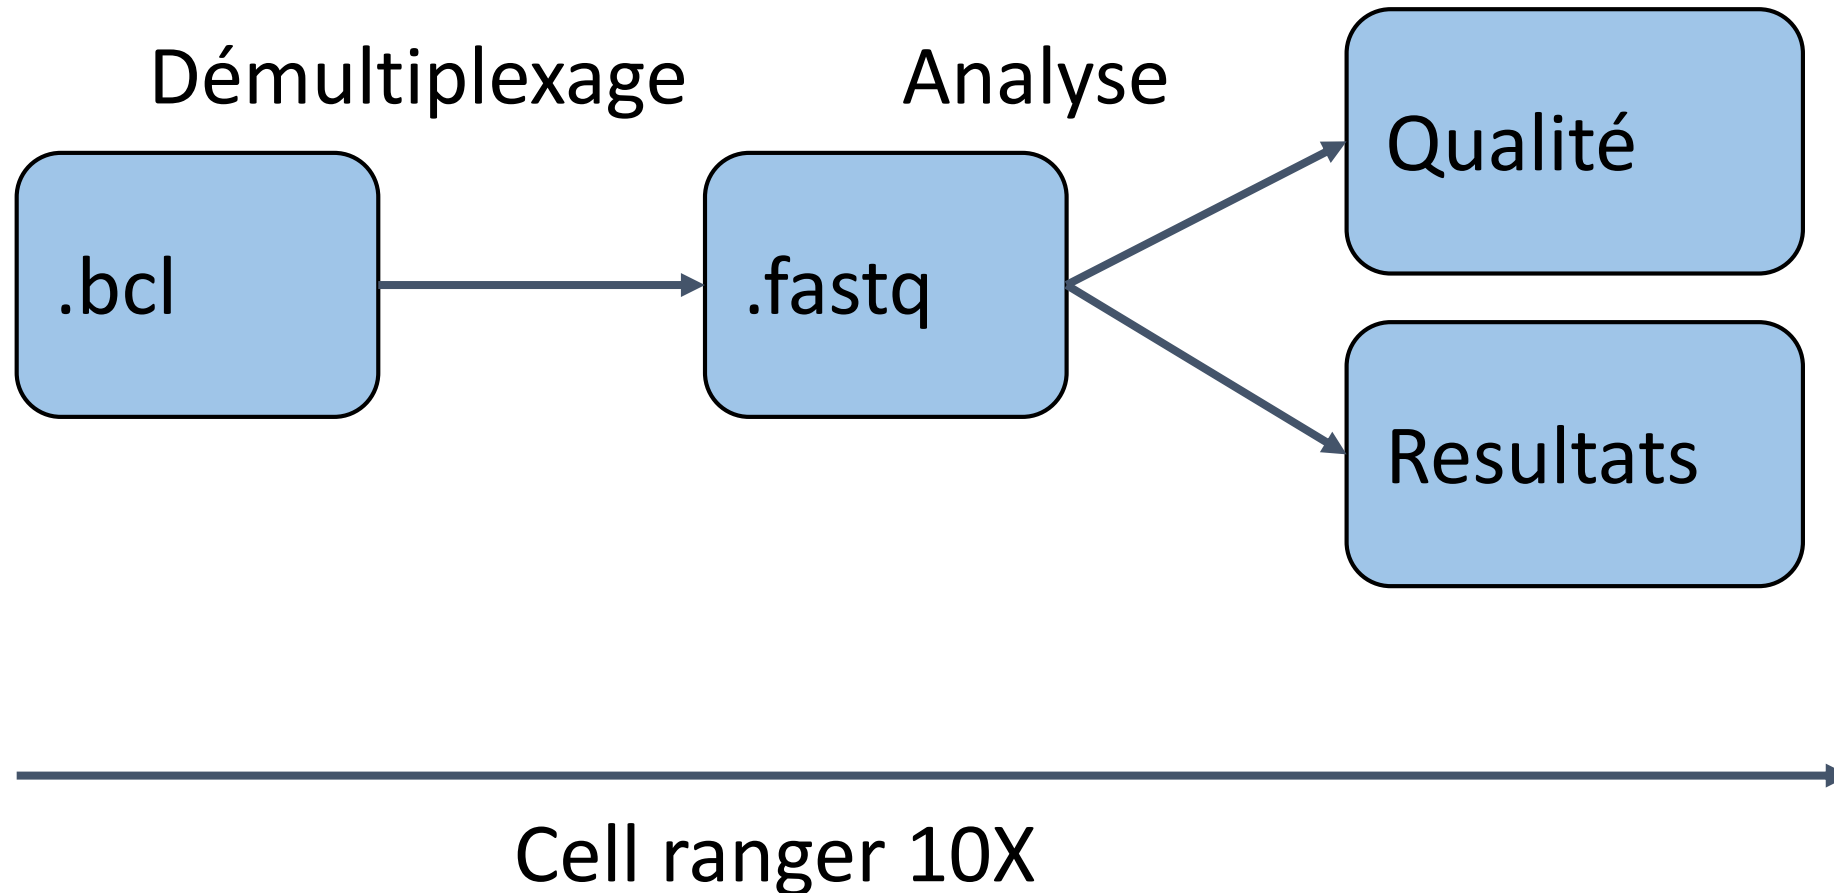 Démultiplexage
Analyse
.bcl
.fastq
Qualité
Resultats
Cell ranger 10X